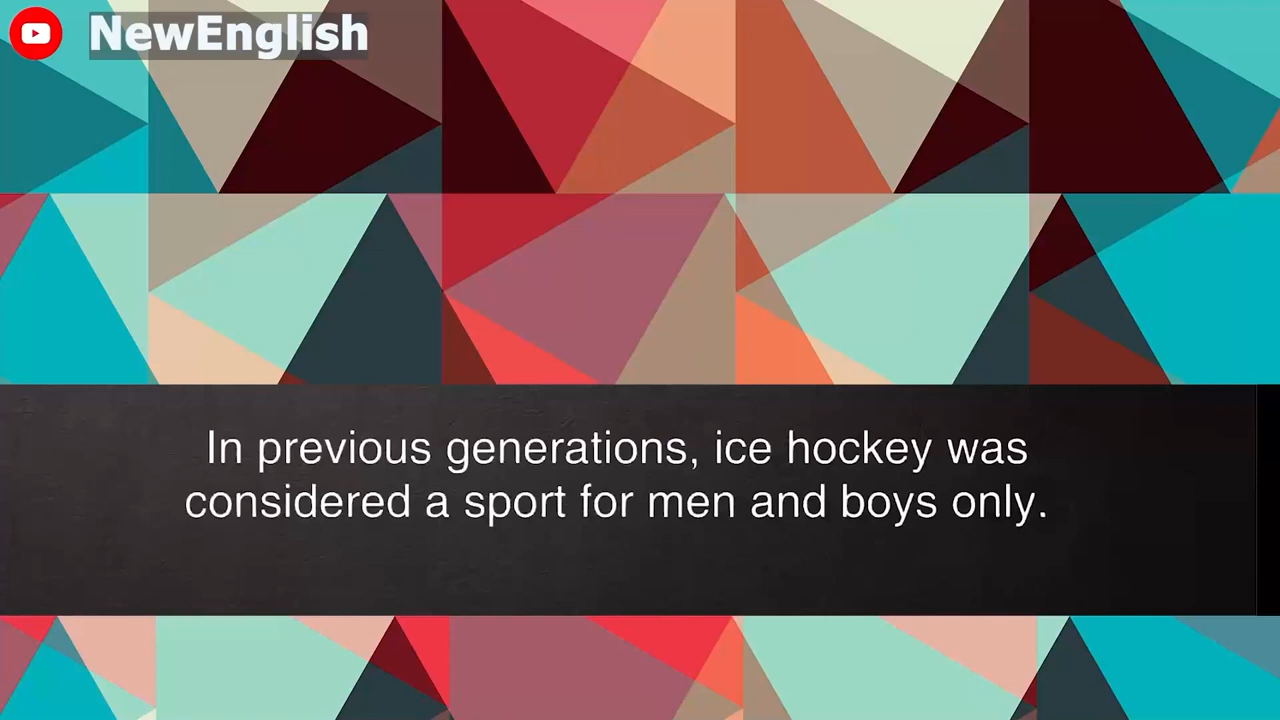 NewEnglish
In previous generations, ice hockey was
considered a sport for men and boys only.